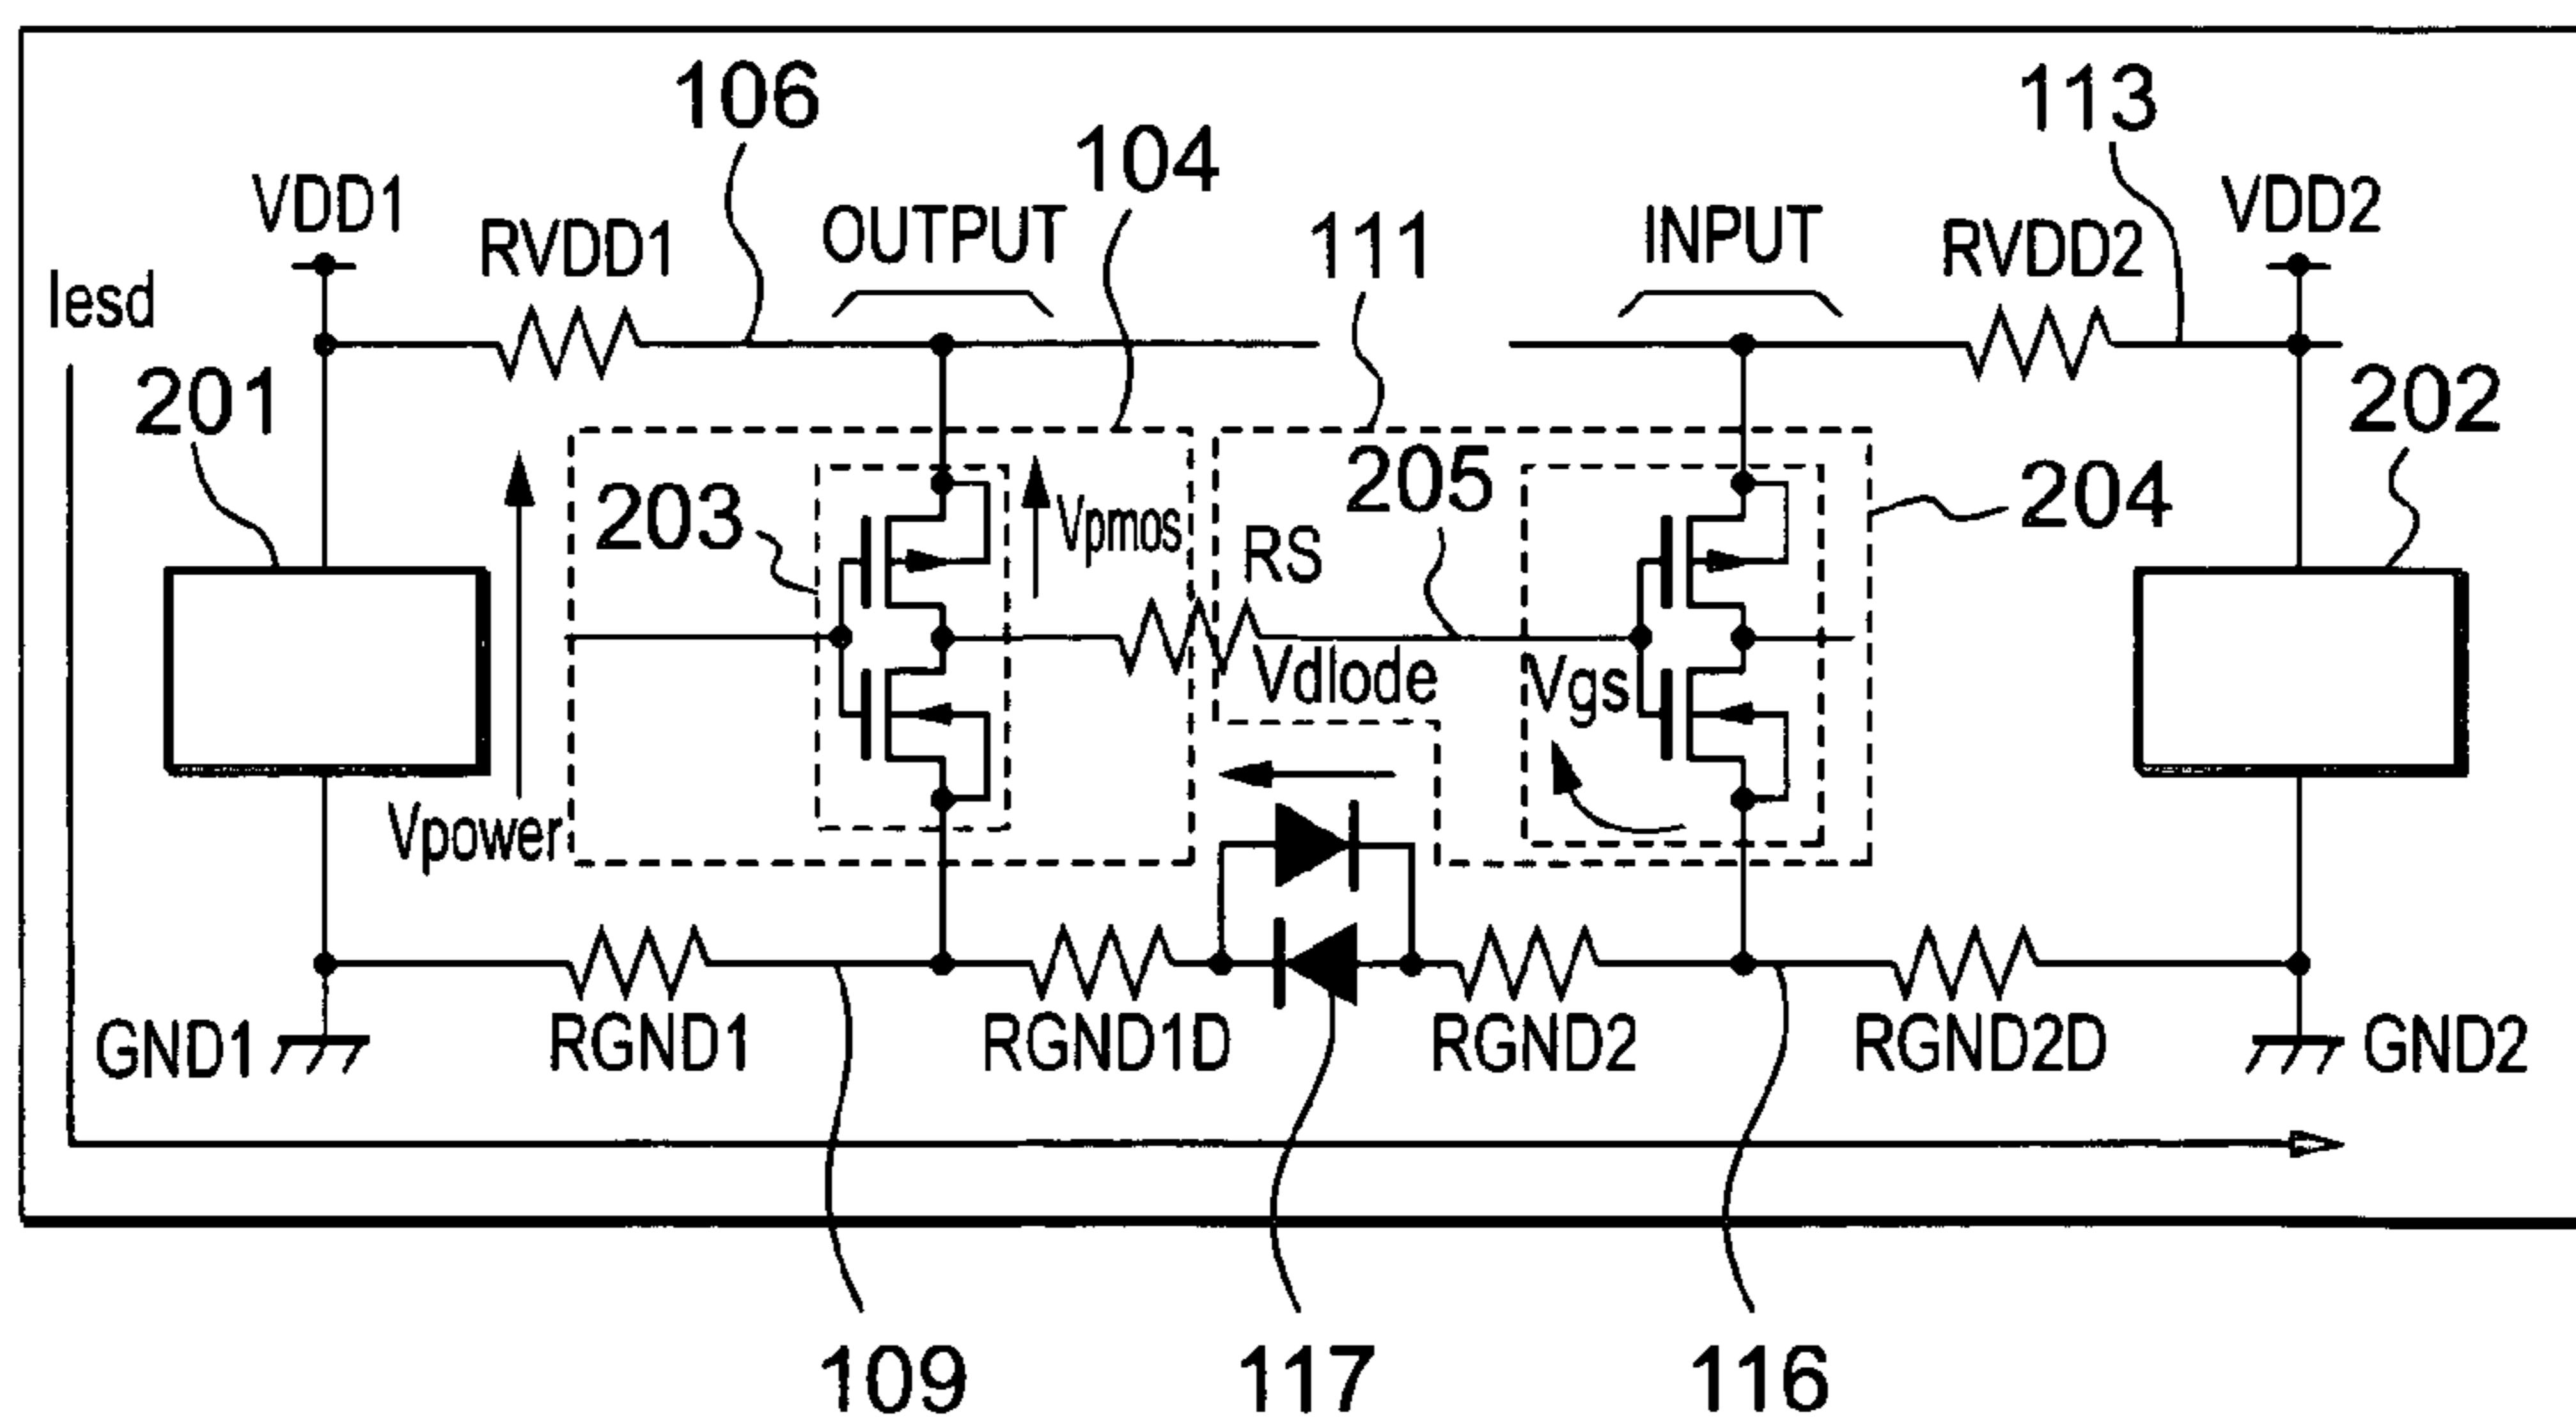 106
113
104
VDD1
RVDD1
OUTPUT
111
INPUT
RVDD2
VDD2
Iesd
201
202
203
Vpmos
205
204
RS
Vdlode
Vgs
Vpower
GND1
RGND1
RGND1D
RGND2
RGND2D
GND2
109
117
116